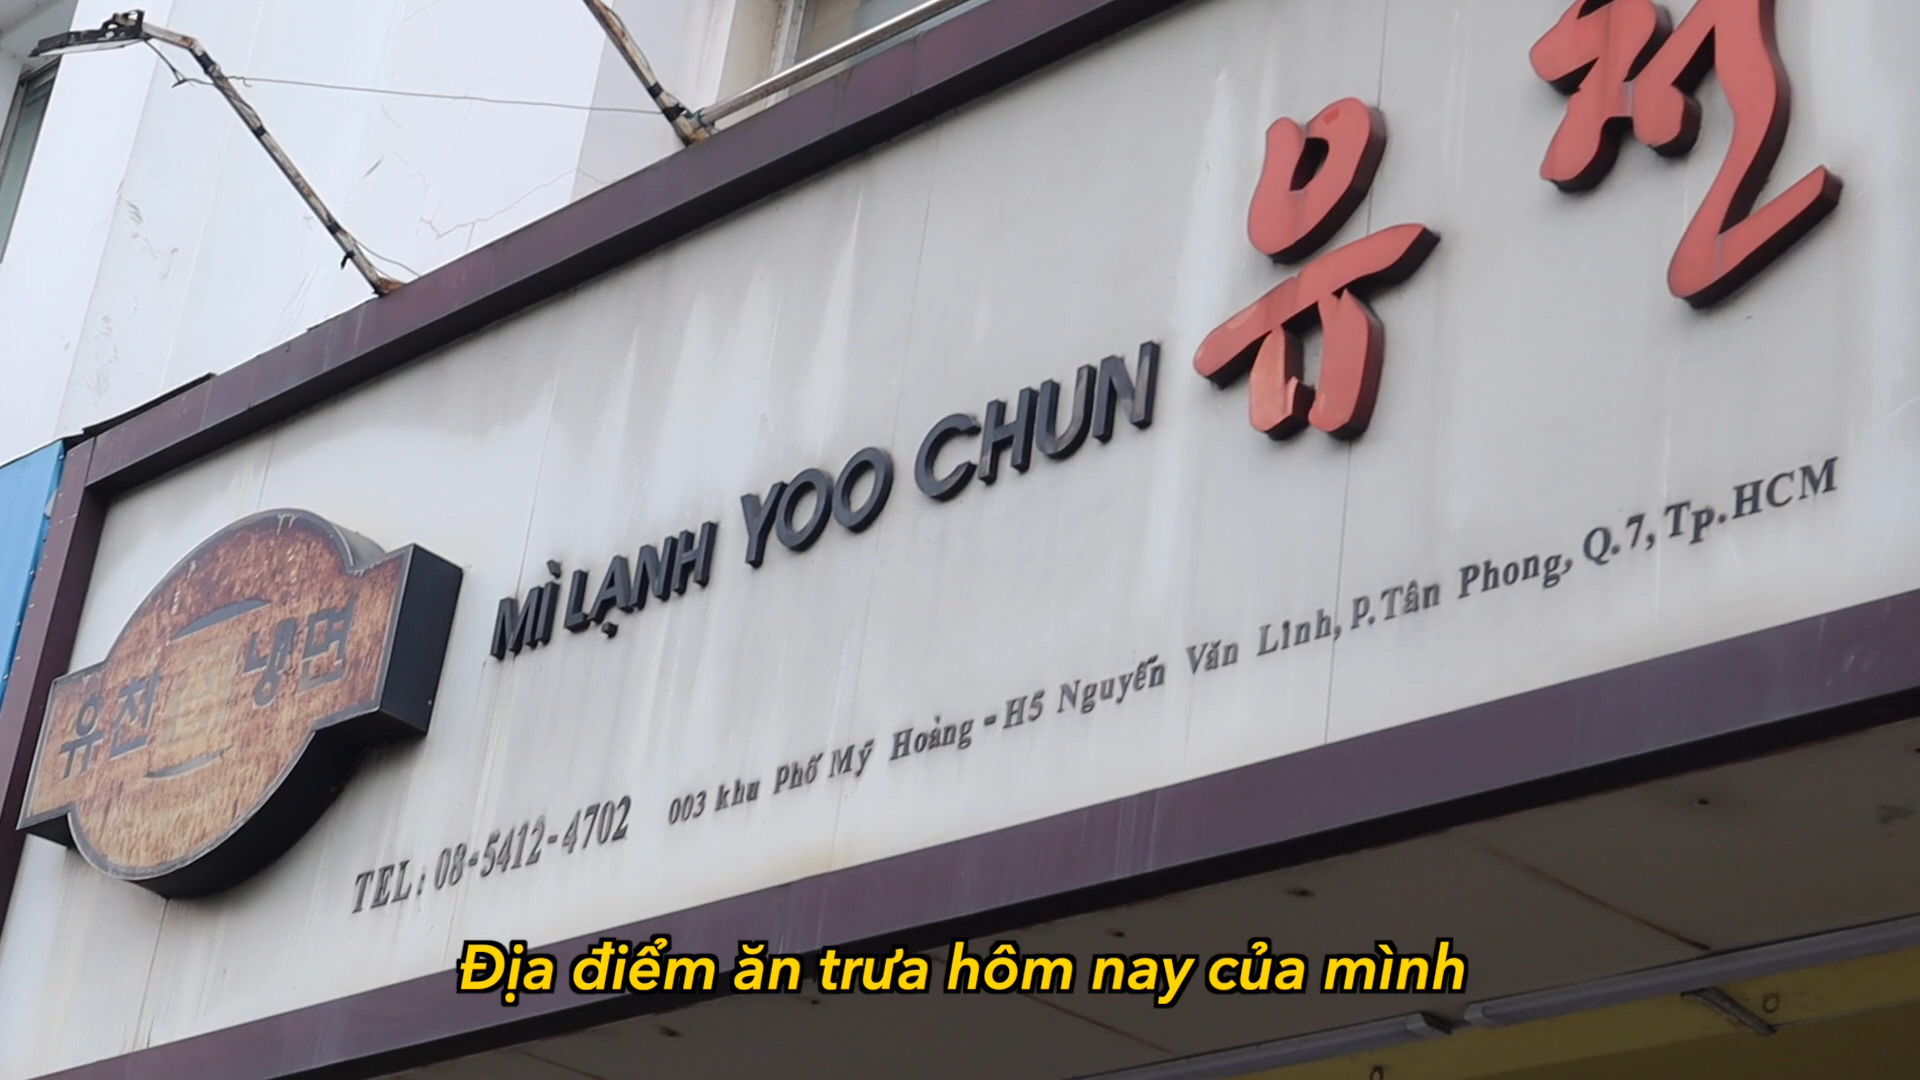 유천
MÌ LẠNH YOO CHUN
유천 냉면
TEL: 08-5412-4702
003 khu Phố Mỹ Hoàng - H5 Nguyễn Văn Linh, P. Tân Phong, Q.7, Tp.HCM
Địa điểm ăn trưa hôm nay của mình